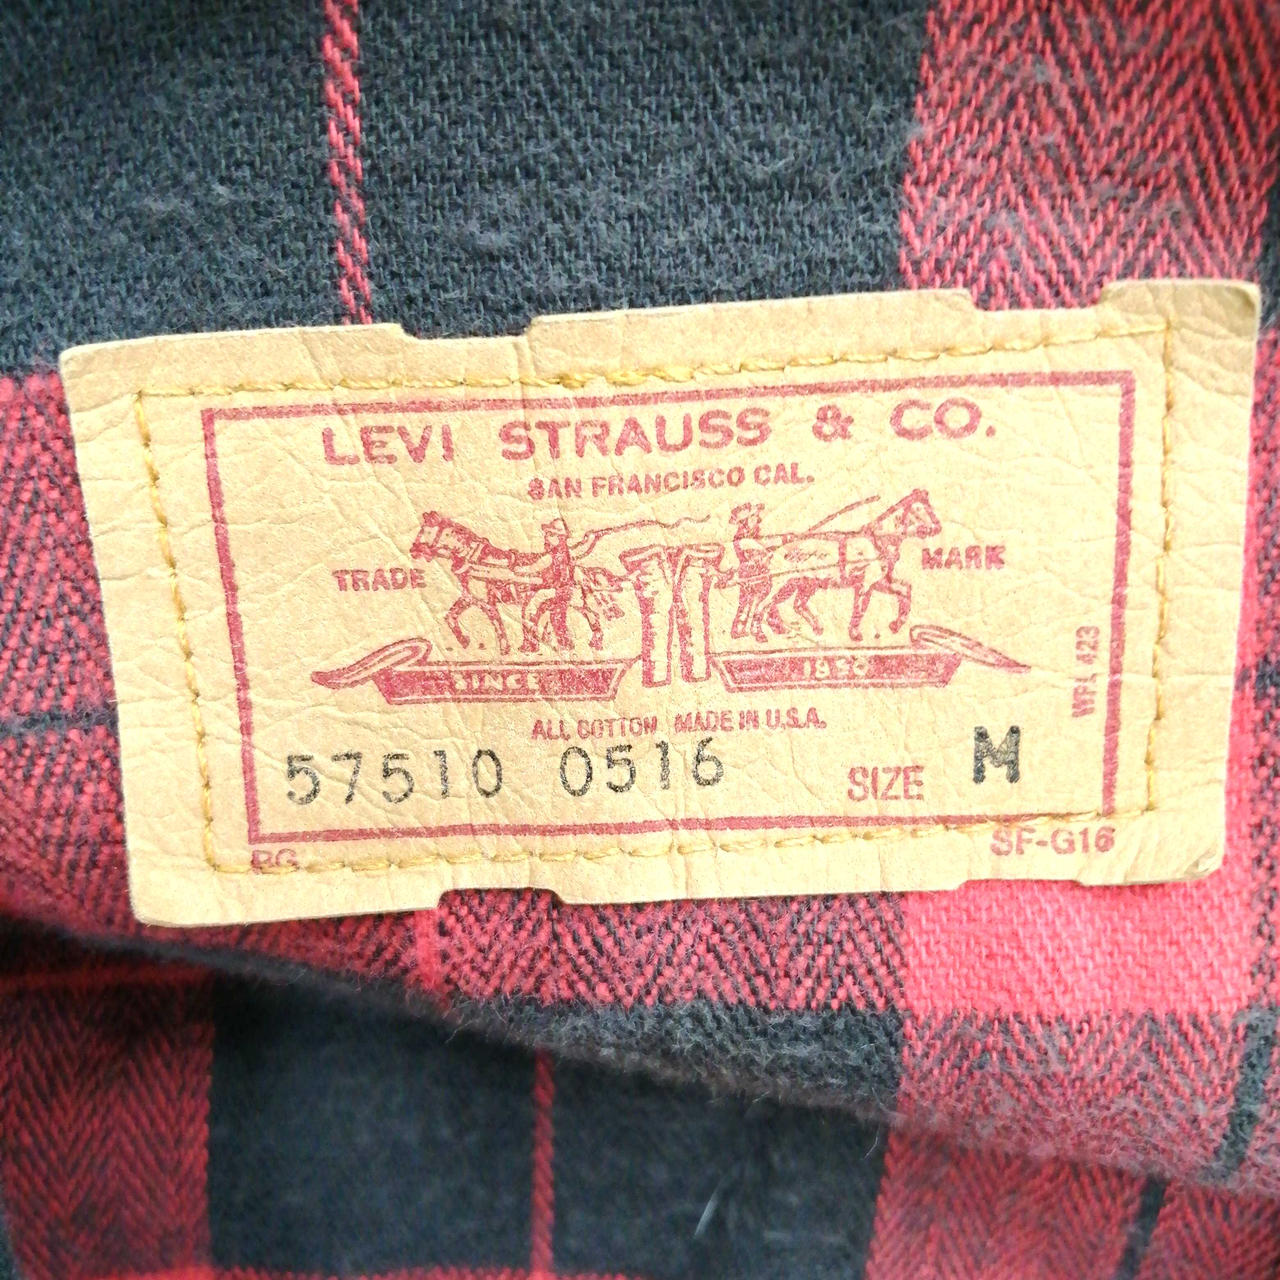 LEVI STRAUSS & CO.
SAN FRANCISCO CAL.
TRADE MARK
SINCE 1850
ALL COTTON MADE IN U.S.A.
WPL 423
57510 0516 SIZE M
RG SF-G16